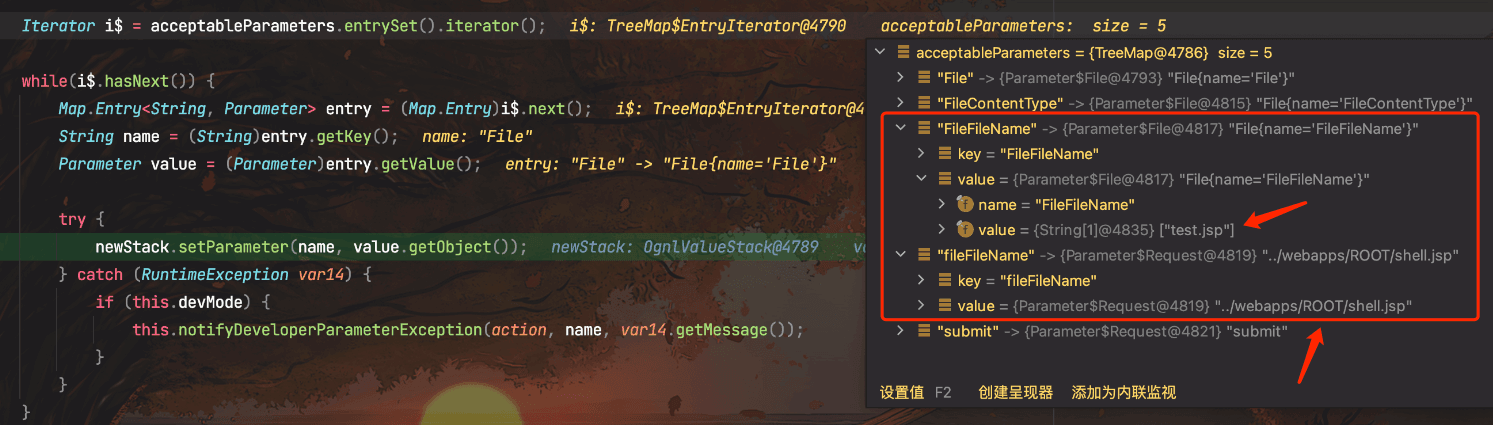 Iterator i$ = acceptableParameters.entrySet().iterator();   i$: TreeMap$EntryIterator@4790   acceptableParameters:  size = 5
while(i$.hasNext()) {
Map.Entry<String, Parameter> entry = (Map.Entry)i$.next();   i$: TreeMap$EntryIterator@4
String name = (String)entry.getKey();   name: "File"
Parameter value = (Parameter)entry.getValue();   entry: "File" -> "File{name='File'}"
try {
newStack.setParameter(name, value.getObject());   newStack: OgnlValueStack@4789   va
} catch (RuntimeException var14) {
if (this.devMode) {
this.notifyDeveloperParameterException(action, name, var14.getMessage());
}
}
}
acceptableParameters = {TreeMap@4786}  size = 5
"File" -> {Parameter$File@4793} "File{name='File'}"
"FileContentType" -> {Parameter$File@4815} "File{name='FileContentType'}"
"FileFileName" -> {Parameter$File@4817} "File{name='FileFileName'}"
key = "FileFileName"
value = {Parameter$File@4817} "File{name='FileFileName'}"
f name = "FileFileName"
f value = {String[1]@4835} ["test.jsp"]
"fileFileName" -> {Parameter$Request@4819} "../webapps/ROOT/shell.jsp"
key = "fileFileName"
value = {Parameter$Request@4819} "../webapps/ROOT/shell.jsp"
"submit" -> {Parameter$Request@4821} "submit"
设置值 F2   创建呈现器   添加为内联监视